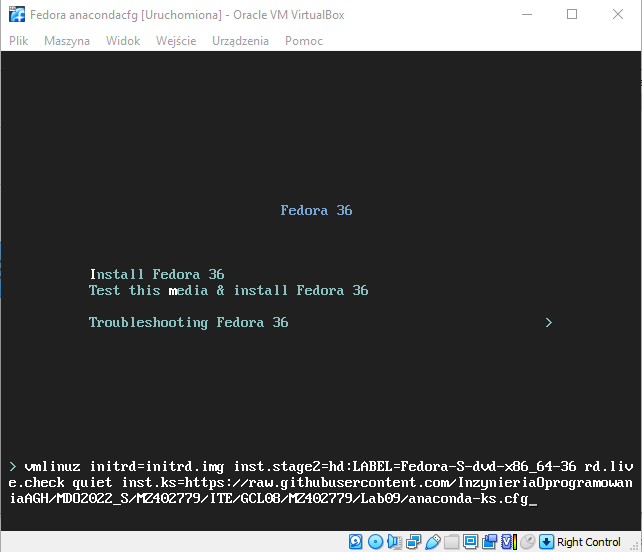 Fedora anacondacfg [Uruchomiona] - Oracle VM VirtualBox
Plik Maszyna Widok Wejście Urządzenia Pomoc
Fedora 36
Install Fedora 36
Test this media & install Fedora 36
Troubleshooting Fedora 36 >
> vmlinuz initrd=initrd.img inst.stage2=hd:LABEL=Fedora-S-dvd-x86_64-36 rd.liv
e.check quiet inst.ks=https://raw.githubusercontent.com/InzynieriaOprogramowan
iaAGH/MDO2022_S/MZ402779/ITE/GCL08/MZ402779/Lab09/anaconda-ks.cfg_
Right Control